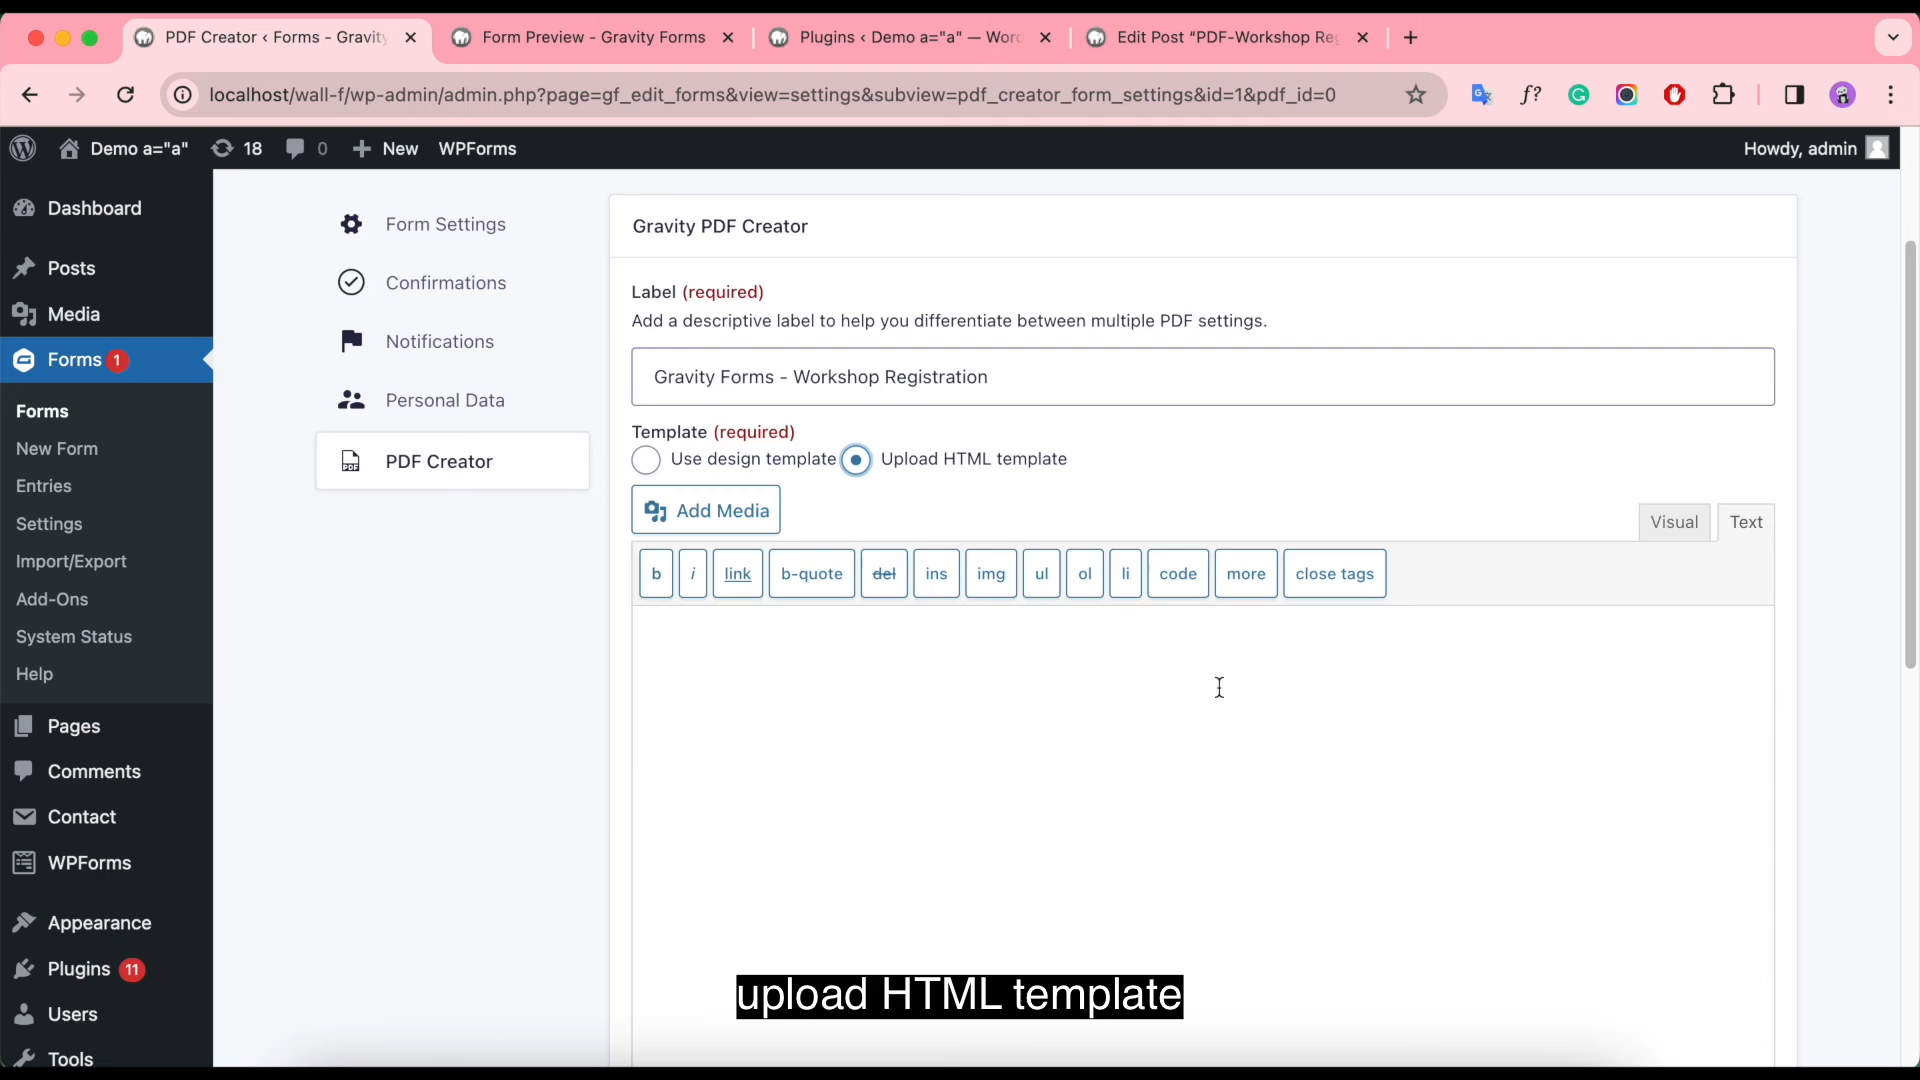 PDF Creator ‹ Forms - Gravity
Form Preview - Gravity Forms
Plugins ‹ Demo a="a" — Word
Edit Post “PDF-Workshop Reg
localhost/wall-f/wp-admin/admin.php?page=gf_edit_forms&view=settings&subview=pdf_creator_form_settings&id=1&pdf_id=0
Demo a="a"
18
0
New
WPForms
Howdy, admin
Dashboard
Posts
Media
Forms 1
Forms
New Form
Entries
Settings
Import/Export
Add-Ons
System Status
Help
Pages
Comments
Contact
WPForms
Appearance
Plugins 11
Users
Tools
Form Settings
Confirmations
Notifications
Personal Data
PDF
PDF Creator
Gravity PDF Creator
Label (required)
Add a descriptive label to help you differentiate between multiple PDF settings.
Gravity Forms - Workshop Registration
Template (required)
Use design template
Upload HTML template
Add Media
Visual
Text
b
i
link
b-quote
del
ins
img
ul
ol
li
code
more
close tags
upload HTML template